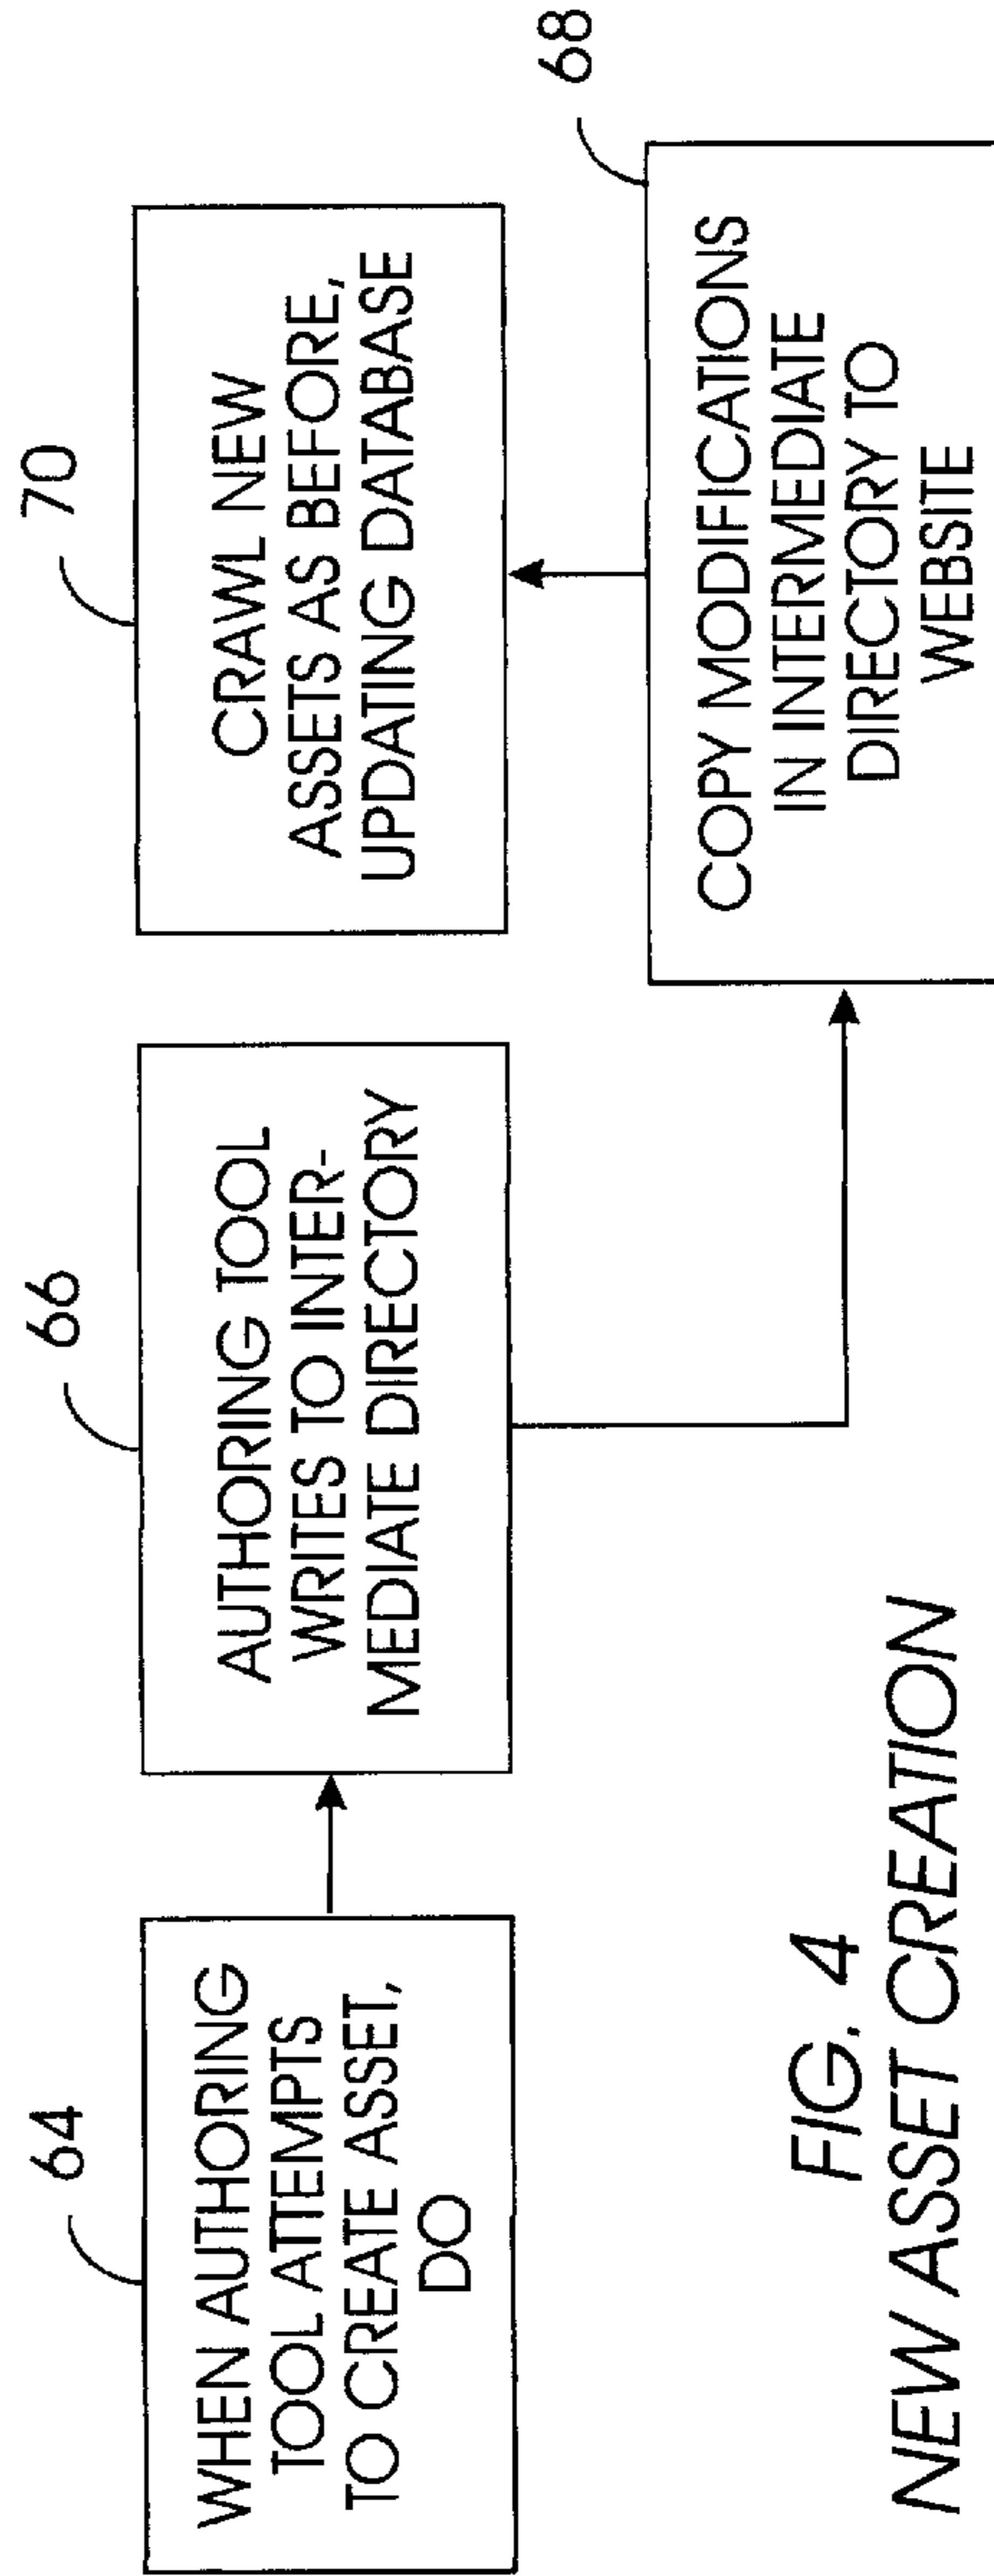 64
WHEN AUTHORING
TOOL ATTEMPTS
TO CREATE ASSET,
DO
66
AUTHORING TOOL
WRITES TO INTER-
MEDIATE DIRECTORY
70
CRAWL NEW
ASSETS AS BEFORE,
UPDATING DATABASE
68
COPY MODIFICATIONS
IN INTERMEDIATE
DIRECTORY TO
WEBSITE
FIG. 4
NEW ASSET CREATION